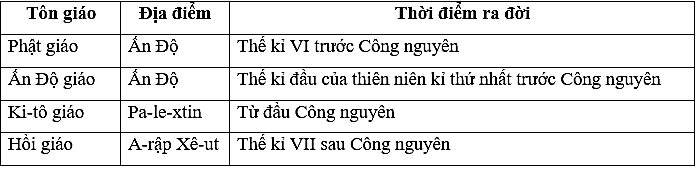 Tôn giáo Địa điểm Thời điểm ra đời
Phật giáo Ấn Độ Thế kỉ VI trước Công nguyên
Ấn Độ giáo Ấn Độ Thế kỉ đầu của thiên niên kỉ thứ nhất trước Công nguyên
Ki-tô giáo Pa-le-xtin Từ đầu Công nguyên
Hồi giáo A-rập Xê-ut Thế kỉ VII sau Công nguyên